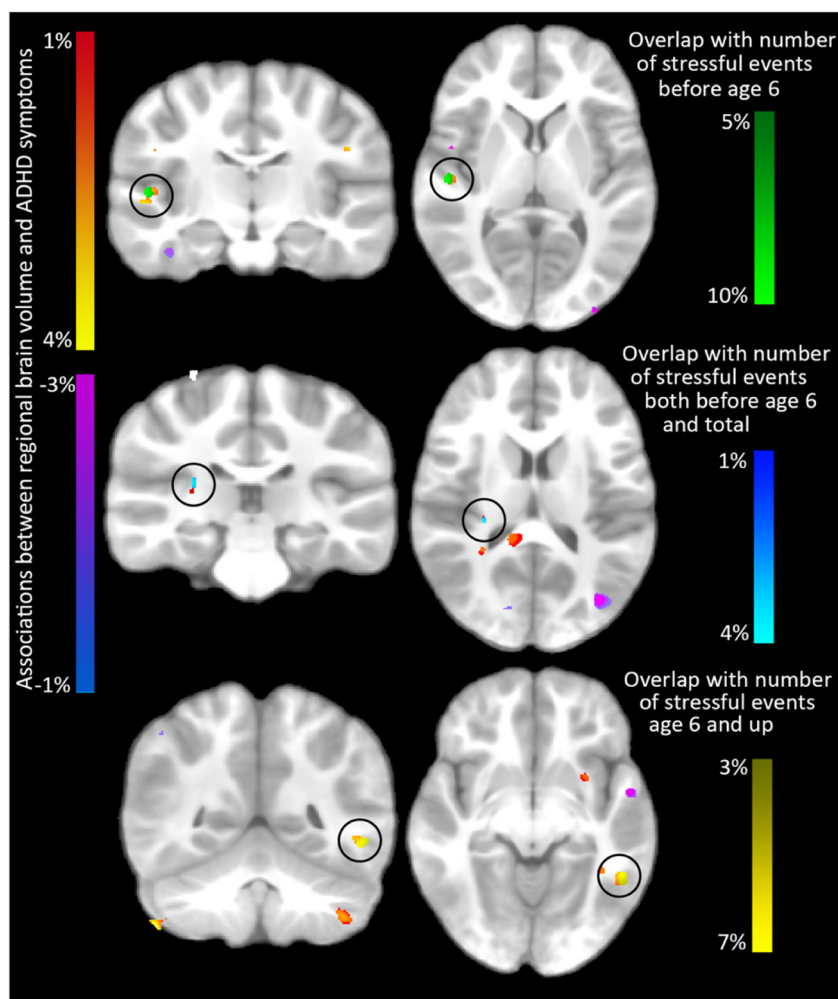 Associations between regional brain volume and ADHD symptoms
1%
4%
-3%
-1%
Overlap with number
of stressful events
before age 6
5%
10%
Overlap with number
of stressful events
both before age 6
and total
1%
4%
Overlap with number
of stressful events
age 6 and up
3%
7%